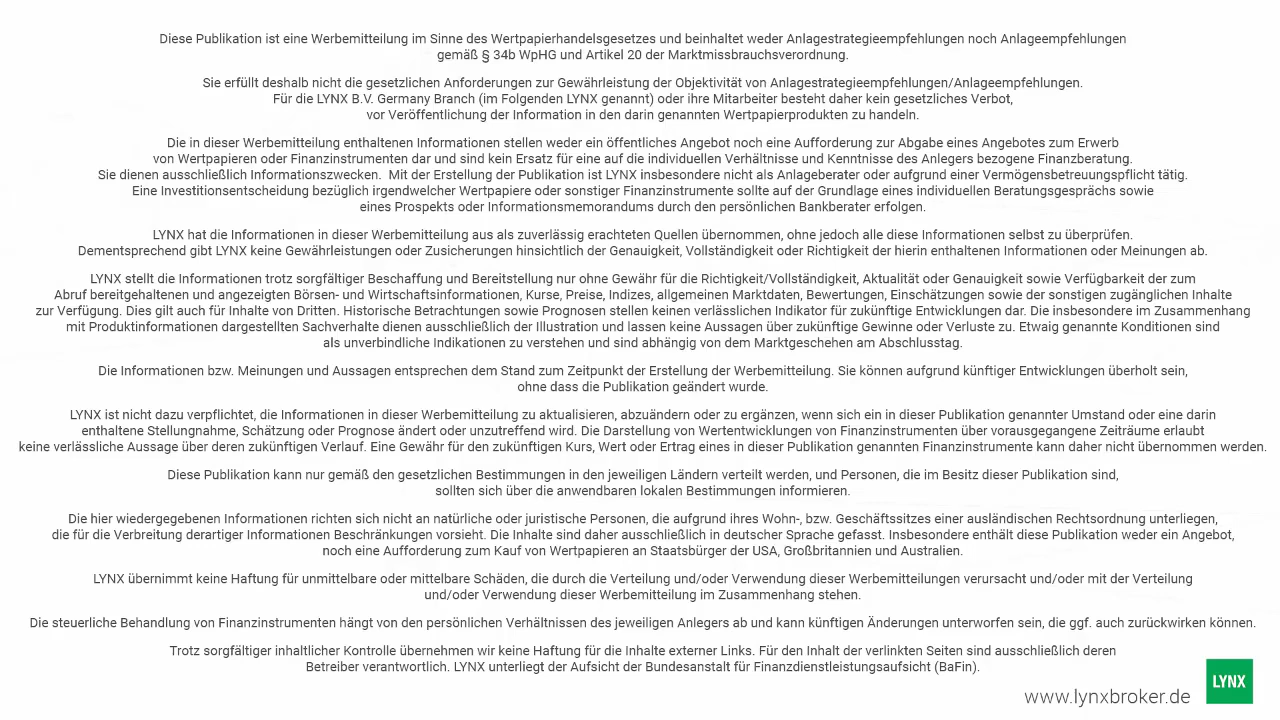 Diese Publikation ist eine Werbemitteilung im Sinne des Wertpapierhandelsgesetzes und beinhaltet weder Anlagestrategieempfehlungen noch Anlageempfehlungen
gemäß § 34b WpHG und Artikel 20 der Marktmissbrauchsverordnung.
Sie erfüllt deshalb nicht die gesetzlichen Anforderungen zur Gewährleistung der Objektivität von Anlagestrategieempfehlungen/Anlageempfehlungen.
Für die LYNX B.V. Germany Branch (im Folgenden LYNX genannt) oder ihre Mitarbeiter besteht daher kein gesetzliches Verbot,
vor Veröffentlichung der Information in den darin genannten Wertpapierprodukten zu handeln.
Die in dieser Werbemitteilung enthaltenen Informationen stellen weder ein öffentliches Angebot noch eine Aufforderung zur Abgabe eines Angebotes zum Erwerb
von Wertpapieren oder Finanzinstrumenten dar und sind kein Ersatz für eine auf die individuellen Verhältnisse und Kenntnisse des Anlegers bezogene Finanzberatung.
Sie dienen ausschließlich Informationszwecken. Mit der Erstellung der Publikation ist LYNX insbesondere nicht als Anlageberater oder aufgrund einer Vermögensbetreuungspflicht tätig.
Eine Investitionsentscheidung bezüglich irgendwelcher Wertpapiere oder sonstiger Finanzinstrumente sollte auf der Grundlage eines individuellen Beratungsgesprächs sowie
eines Prospekts oder Informationsmemorandums durch den persönlichen Bankberater erfolgen.
LYNX hat die Informationen in dieser Werbemitteilung aus als zuverlässig erachteten Quellen übernommen, ohne jedoch alle diese Informationen selbst zu überprüfen.
Dementsprechend gibt LYNX keine Gewährleistungen oder Zusicherungen hinsichtlich der Genauigkeit, Vollständigkeit oder Richtigkeit der hierin enthaltenen Informationen oder Meinungen ab.
LYNX stellt die Informationen trotz sorgfältiger Beschaffung und Bereitstellung nur ohne Gewähr für die Richtigkeit/Vollständigkeit, Aktualität oder Genauigkeit sowie Verfügbarkeit der zum
Abruf bereitgehaltenen und angezeigten Börsen- und Wirtschaftsinformationen, Kurse, Preise, Indizes, allgemeinen Marktdaten, Bewertungen, Einschätzungen sowie der sonstigen zugänglichen Inhalte
zur Verfügung. Dies gilt auch für Inhalte von Dritten. Historische Betrachtungen sowie Prognosen stellen keinen verlässlichen Indikator für zukünftige Entwicklungen dar. Die insbesondere im Zusammenhang
mit Produktinformationen dargestellten Sachverhalte dienen ausschließlich der Illustration und lassen keine Aussagen über zukünftige Gewinne oder Verluste zu. Etwaig genannte Konditionen sind
als unverbindliche Indikationen zu verstehen und sind abhängig von dem Marktgeschehen am Abschlusstag.
Die Informationen bzw. Meinungen und Aussagen entsprechen dem Stand zum Zeitpunkt der Erstellung der Werbemitteilung. Sie können aufgrund künftiger Entwicklungen überholt sein,
ohne dass die Publikation geändert wurde.
LYNX ist nicht dazu verpflichtet, die Informationen in dieser Werbemitteilung zu aktualisieren, abzuändern oder zu ergänzen, wenn sich ein in dieser Publikation genannter Umstand oder eine darin
enthaltene Stellungnahme, Schätzung oder Prognose ändert oder unzutreffend wird. Die Darstellung von Wertentwicklungen von Finanzinstrumenten über vorausgegangene Zeiträume erlaubt
keine verlässliche Aussage über deren zukünftigen Verlauf. Eine Gewähr für den zukünftigen Kurs, Wert oder Ertrag eines in dieser Publikation genannten Finanzinstrumente kann daher nicht übernommen werden.
Diese Publikation kann nur gemäß den gesetzlichen Bestimmungen in den jeweiligen Ländern verteilt werden, und Personen, die im Besitz dieser Publikation sind,
sollten sich über die anwendbaren lokalen Bestimmungen informieren.
Die hier wiedergegebenen Informationen richten sich nicht an natürliche oder juristische Personen, die aufgrund ihres Wohn-, bzw. Geschäftssitzes einer ausländischen Rechtsordnung unterliegen,
die für die Verbreitung derartiger Informationen Beschränkungen vorsieht. Die Inhalte sind daher ausschließlich in deutscher Sprache gefasst. Insbesondere enthält diese Publikation weder ein Angebot,
noch eine Aufforderung zum Kauf von Wertpapieren an Staatsbürger der USA, Großbritannien und Australien.
LYNX übernimmt keine Haftung für unmittelbare oder mittelbare Schäden, die durch die Verteilung und/oder Verwendung dieser Werbemitteilungen verursacht und/oder mit der Verteilung
und/oder Verwendung dieser Werbemitteilung im Zusammenhang stehen.
Die steuerliche Behandlung von Finanzinstrumenten hängt von den persönlichen Verhältnissen des jeweiligen Anlegers ab und kann künftigen Änderungen unterworfen sein, die ggf. auch zurückwirken können.
Trotz sorgfältiger inhaltlicher Kontrolle übernehmen wir keine Haftung für die Inhalte externer Links. Für den Inhalt der verlinkten Seiten sind ausschließlich deren
Betreiber verantwortlich. LYNX unterliegt der Aufsicht der Bundesanstalt für Finanzdienstleistungsaufsicht (BaFin).
www.lynxbroker.de
LYNX